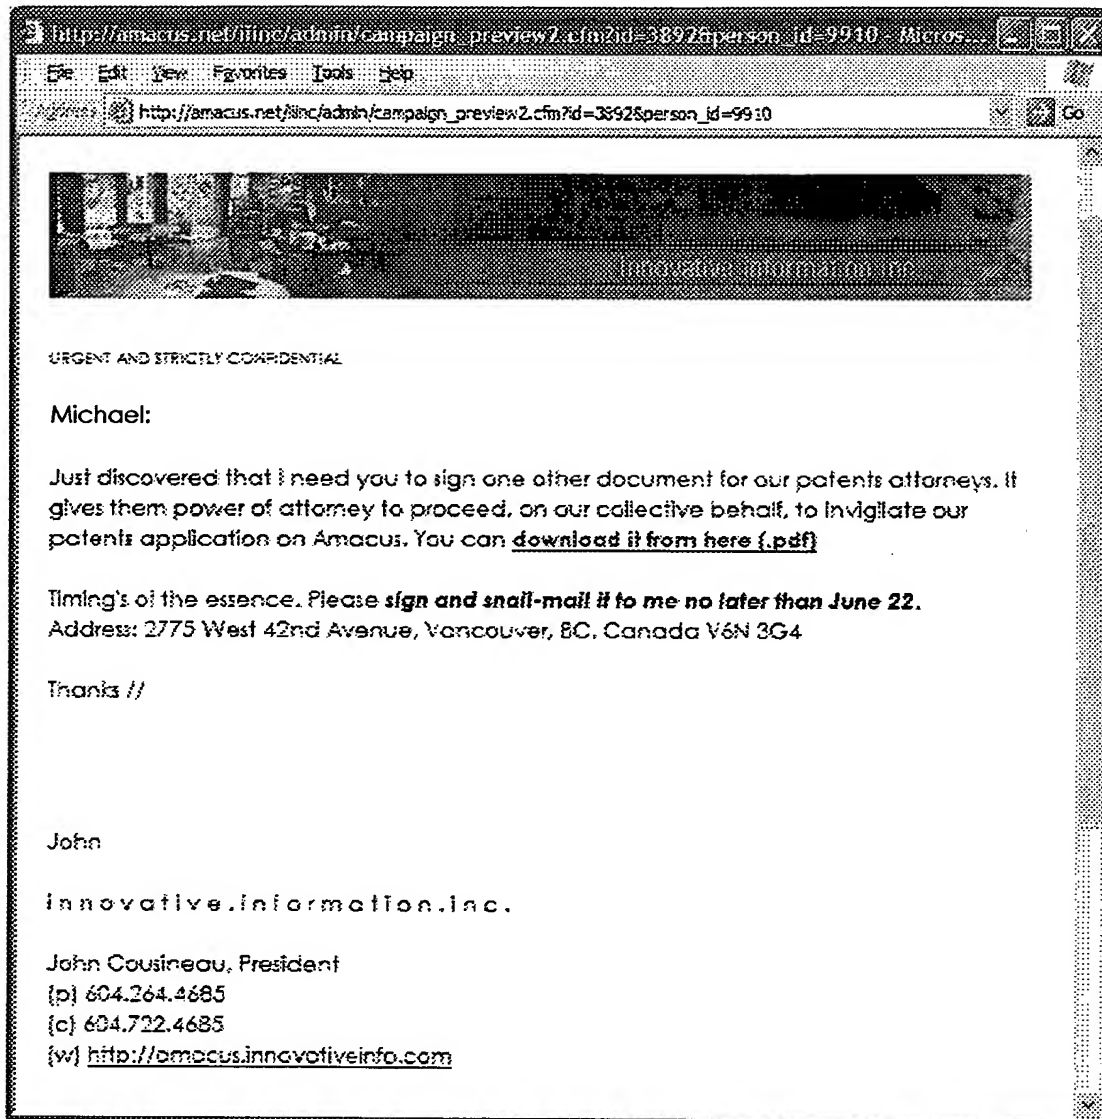 http://amacus.net/iiinc/admin/campaign_preview2.cfm?id=3892&person_id=9910 - Micros...
File Edit View Favorites Tools Help
Address http://amacus.net/iiinc/admin/campaign_preview2.cfm?id=3892&person_id=9910 Go
innovative information inc
URGENT AND STRICTLY CONFIDENTIAL
Michael:
Just discovered that I need you to sign one other document for our patents attorneys. It
gives them power of attorney to proceed, on our collective behalf, to invigilate our
patents application on Amacus. You can download it from here (.pdf)
Timing's of the essence. Please sign and snail-mail it to me no later than June 22.
Address: 2775 West 42nd Avenue, Vancouver, BC, Canada V6N 3G4
Thanks //
John
innovative.information.inc.
John Cousineau, President
(p) 604.264.4685
(c) 604.722.4685
(w) http://amacus.innovativeinfo.com